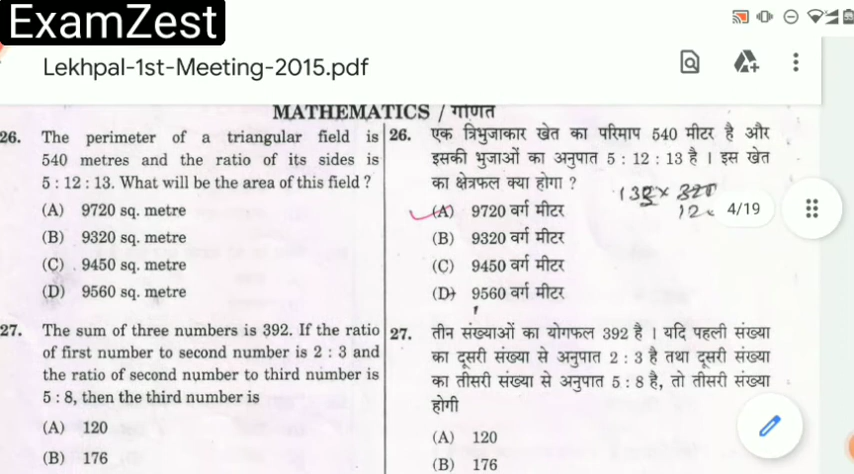 ExamZest
Lekhpal-1st-Meeting-2015.pdf
MATHEMATICS / गणित
26. The perimeter of a triangular field is
540 metres and the ratio of its sides is
5 : 12 : 13. What will be the area of this field ?
(A) 9720 sq. metre
(B) 9320 sq. metre
(C) 9450 sq. metre
(D) 9560 sq. metre
27. The sum of three numbers is 392. If the ratio
of first number to second number is 2 : 3 and
the ratio of second number to third number is
5 : 8, then the third number is
(A) 120
(B) 176
26. एक त्रिभुजाकार खेत का परिमाप 540 मीटर है और
इसकी भुजाओं का अनुपात 5 : 12 : 13 है । इस खेत
का क्षेत्रफल क्या होगा ?
(A) 9720 वर्ग मीटर
(B) 9320 वर्ग मीटर
(C) 9450 वर्ग मीटर
(D) 9560 वर्ग मीटर
4/19
27. तीन संख्याओं का योगफल 392 है । यदि पहली संख्या
का दूसरी संख्या से अनुपात 2 : 3 है तथा दूसरी संख्या
का तीसरी संख्या से अनुपात 5 : 8 है, तो तीसरी संख्या
होगी
(A) 120
(B) 176